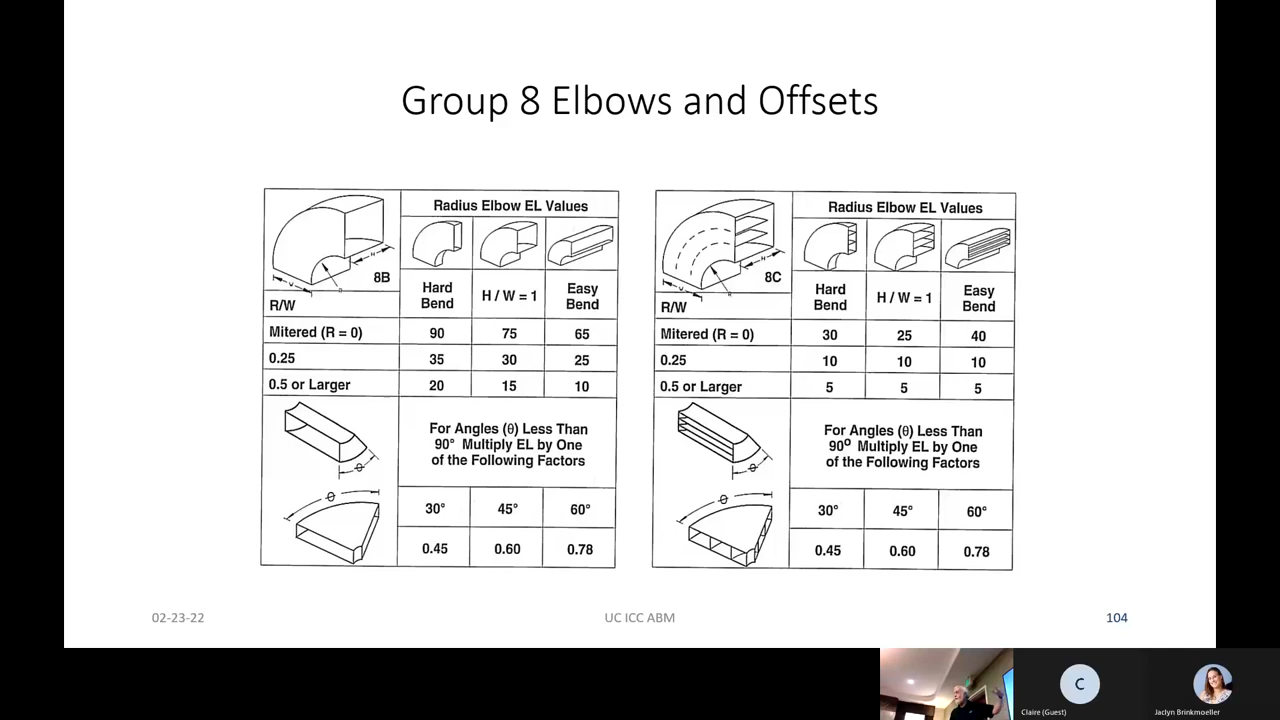 Group 8 Elbows and Offsets
8B
Radius Elbow EL Values
R/W
Hard Bend
H / W = 1
Easy Bend
Mitered (R = 0) 90 75 65
0.25 35 30 25
0.5 or Larger 20 15 10
For Angles (θ) Less Than
90° Multiply EL by One
of the Following Factors
θ
θ
30° 45° 60°
0.45 0.60 0.78
8C
Radius Elbow EL Values
R/W
Hard Bend
H / W = 1
Easy Bend
Mitered (R = 0) 30 25 40
0.25 10 10 10
0.5 or Larger 5 5 5
For Angles (θ) Less Than
90º Multiply EL by One
of the Following Factors
θ
θ
30° 45° 60°
0.45 0.60 0.78
02-23-22
UC ICC ABM
104
C
Claire (Guest)
Jaclyn Brinkmoeller